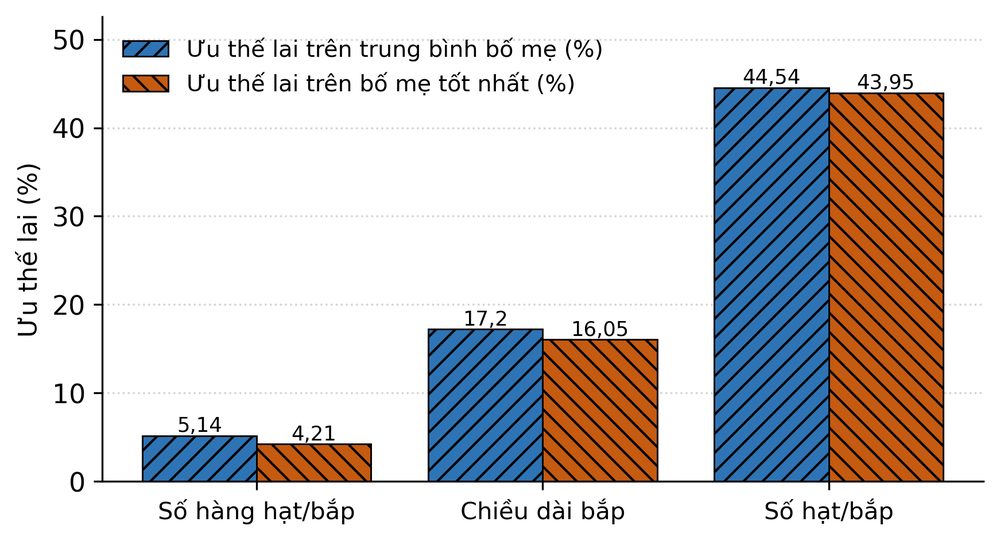 Ưu thế lai (%)
50
40
30
20
10
0
Ưu thế lai trên trung bình bố mẹ (%)
Ưu thế lai trên bố mẹ tốt nhất (%)
5,14
4,21
17,2
16,05
44,54
43,95
Số hàng hạt/bắp
Chiều dài bắp
Số hạt/bắp